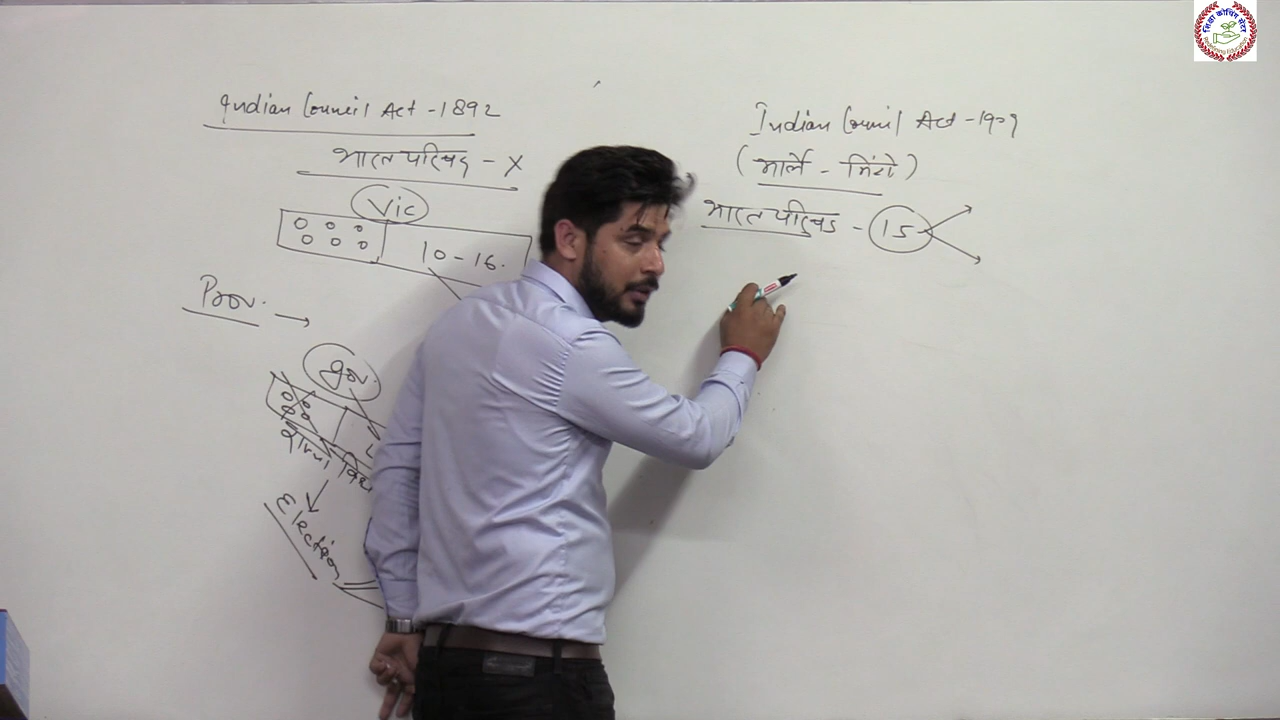 Indian Council Act - 1892
भारत परिषद - X
Vic
10 - 16.
Prov. →
Gov.
Election
Indian Council Act - 1909
(मार्ले - मिंटो)
भारत परिषद - 15